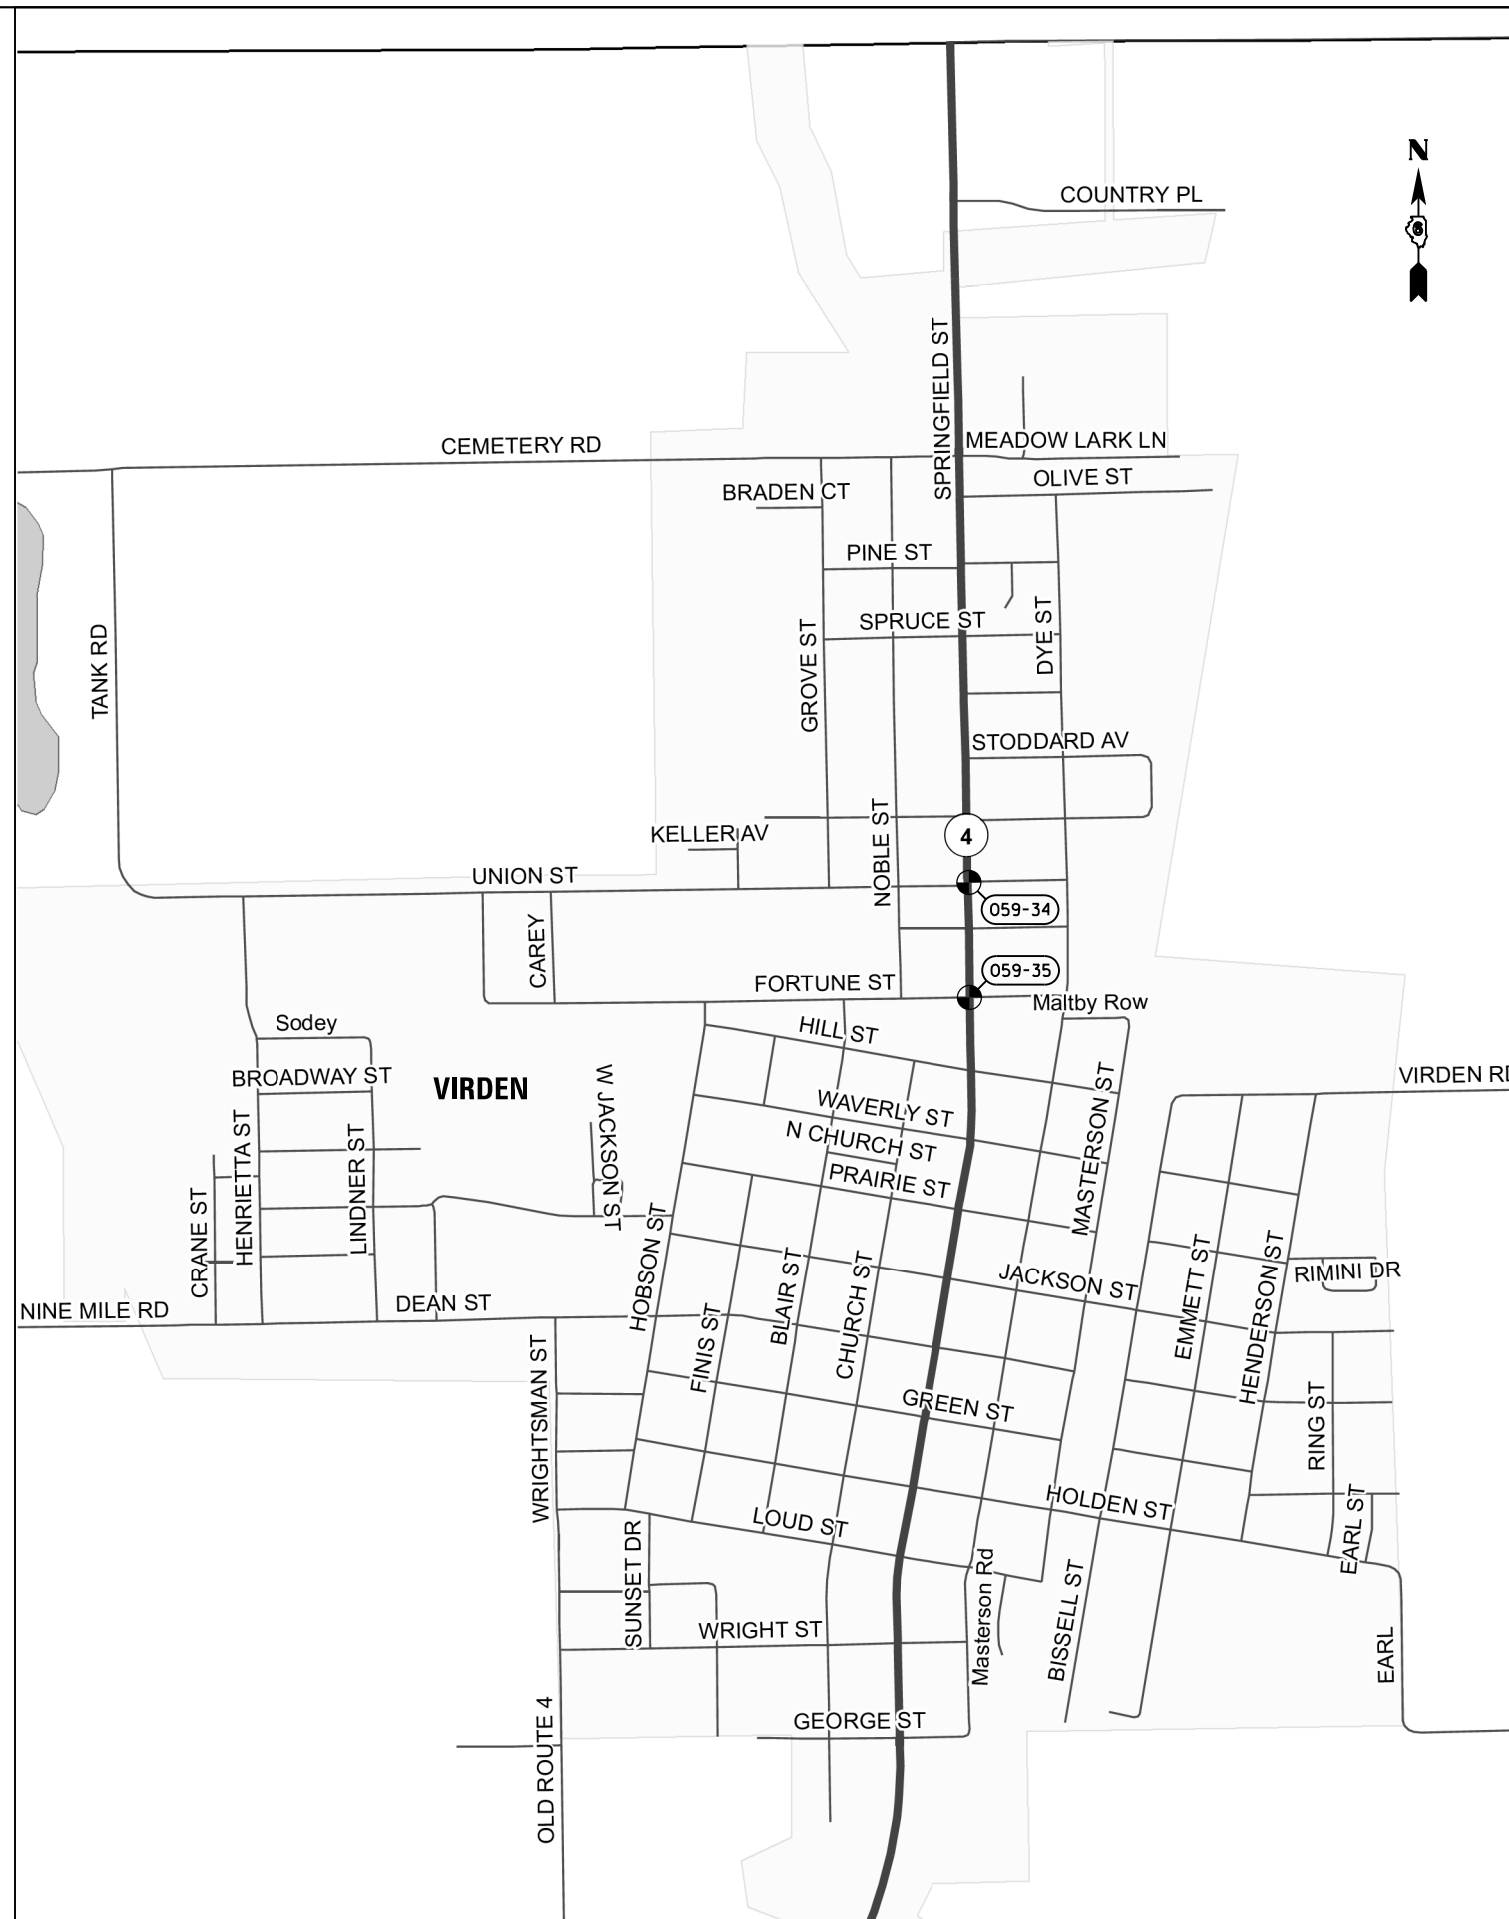 N
6
COUNTRY PL
SPRINGFIELD ST
CEMETERY RD
MEADOW LARK LN
OLIVE ST
BRADEN CT
PINE ST
SPRUCE ST
DYE ST
GROVE ST
TANK RD
STODDARD AV
KELLER AV
NOBLE ST
4
UNION ST
059-34
CAREY
059-35
FORTUNE ST
Maltby Row
Sodey
HILL ST
BROADWAY ST
VIRDEN
W JACKSON ST
WAVERLY ST
N CHURCH ST
PRAIRIE ST
MASTERSON ST
VIRDEN RD
HENRIETTA ST
LINDNER ST
CRANE ST
HOBSON ST
BLAIR ST
CHURCH ST
JACKSON ST
EMMETT ST
HENDERSON ST
RIMINI DR
NINE MILE RD
DEAN ST
FINIS ST
WRIGHTSMAN ST
GREEN ST
RING ST
HOLDEN ST
EARL ST
LOUD ST
SUNSET DR
Masterson Rd
BISSELL ST
WRIGHT ST
EARL
GEORGE ST
OLD ROUTE 4